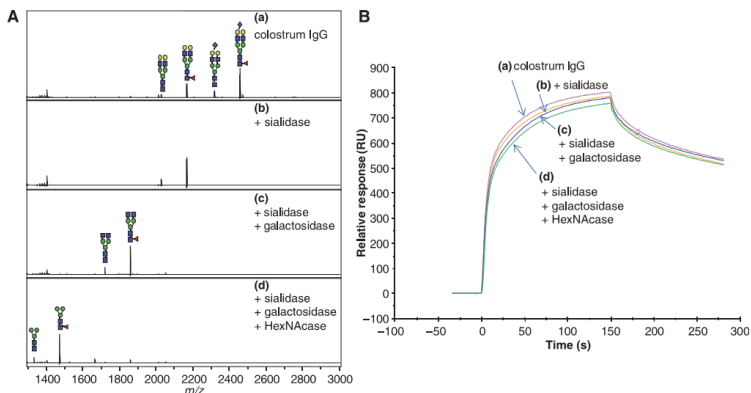 A
(a)
colostrum IgG
(b)
+ sialidase
(c)
+ sialidase
+ galactosidase
(d)
+ sialidase
+ galactosidase
+ HexNAcase
1400 1600 1800 2000 2200 2400 2600 2800 3000
m/z
B
Relative response (RU)
900
800
700
600
500
400
300
200
100
0
−100
(a) colostrum IgG
(b) + sialidase
(c)
+ sialidase
+ galactosidase
(d)
+ sialidase
+ galactosidase
+ HexNAcase
−100 −50 0 50 100 150 200 250 300
Time (s)